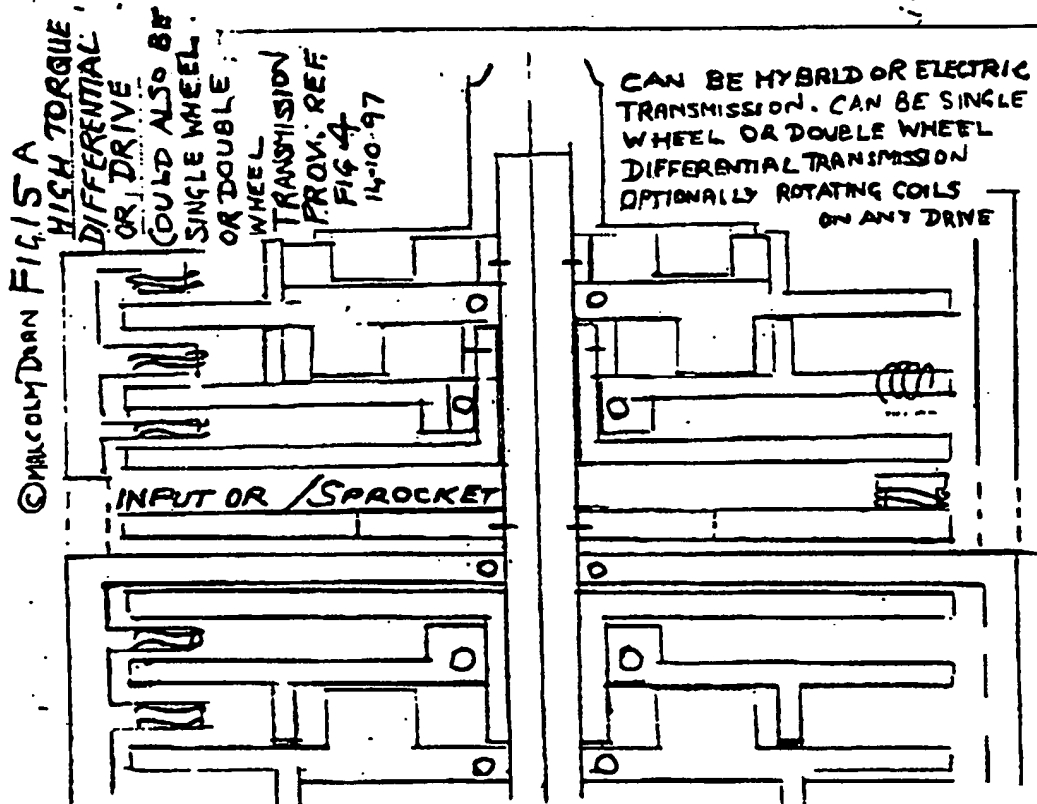 © MALCOLM DEAN FIG,15 A
HIGH TORQUE
DIFFERENTIAL
OR DRIVE
COULD ALSO BE
SINGLE WHEEL.
OR DOUBLE
WHEEL
TRANSMISSION
PROV. REF.
FIG 4
14-10-97
CAN BE HYBRLD OR ELECTRIC
TRANSMISSION. CAN BE SINGLE
WHEEL OR DOUBLE WHEEL
DIFFERENTIAL TRANSMISSION
OPTIONALLY ROTATING COILS
ON ANY DRIVE
INPUT OR /SPROCKET